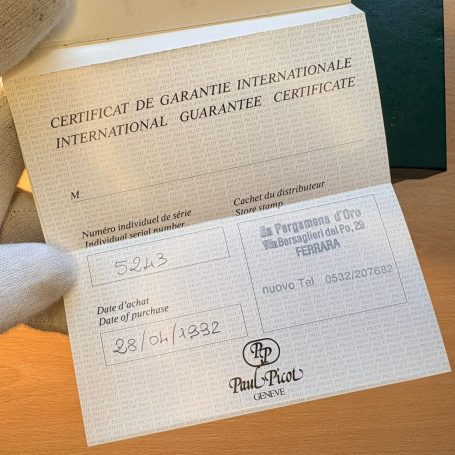 CERTIFICAT DE GARANTIE INTERNATIONALE
INTERNATIONAL GUARANTEE CERTIFICATE
M
Numéro individuel de série
Individual serial number
5243
Cachet du distributeur
Store stamp
La Pergamena d'Oro
Via Bersaglieri del Po, 29
FERRARA
nuovo Tel 0532/207682
Date d'achat
Date of purchase
28/04/1992
PP
Paul Picot
GENEVE